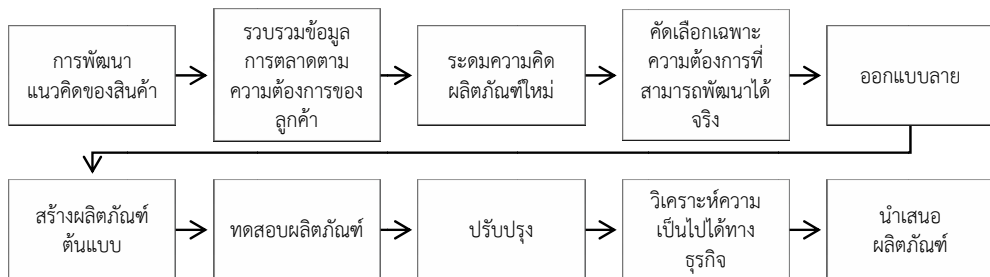 การพัฒนา
แนวคิดของสินค้า
รวบรวมข้อมูล
การตลาดตาม
ความต้องการของ
ลูกค้า
ระดมความคิด
ผลิตภัณฑ์ใหม่
คัดเลือกเฉพาะ
ความต้องการที่
สามารถพัฒนาได้
จริง
ออกแบบลาย
สร้างผลิตภัณฑ์
ต้นแบบ
ทดสอบผลิตภัณฑ์
ปรับปรุง
วิเคราะห์ความ
เป็นไปได้ทาง
ธุรกิจ
นำเสนอ
ผลิตภัณฑ์